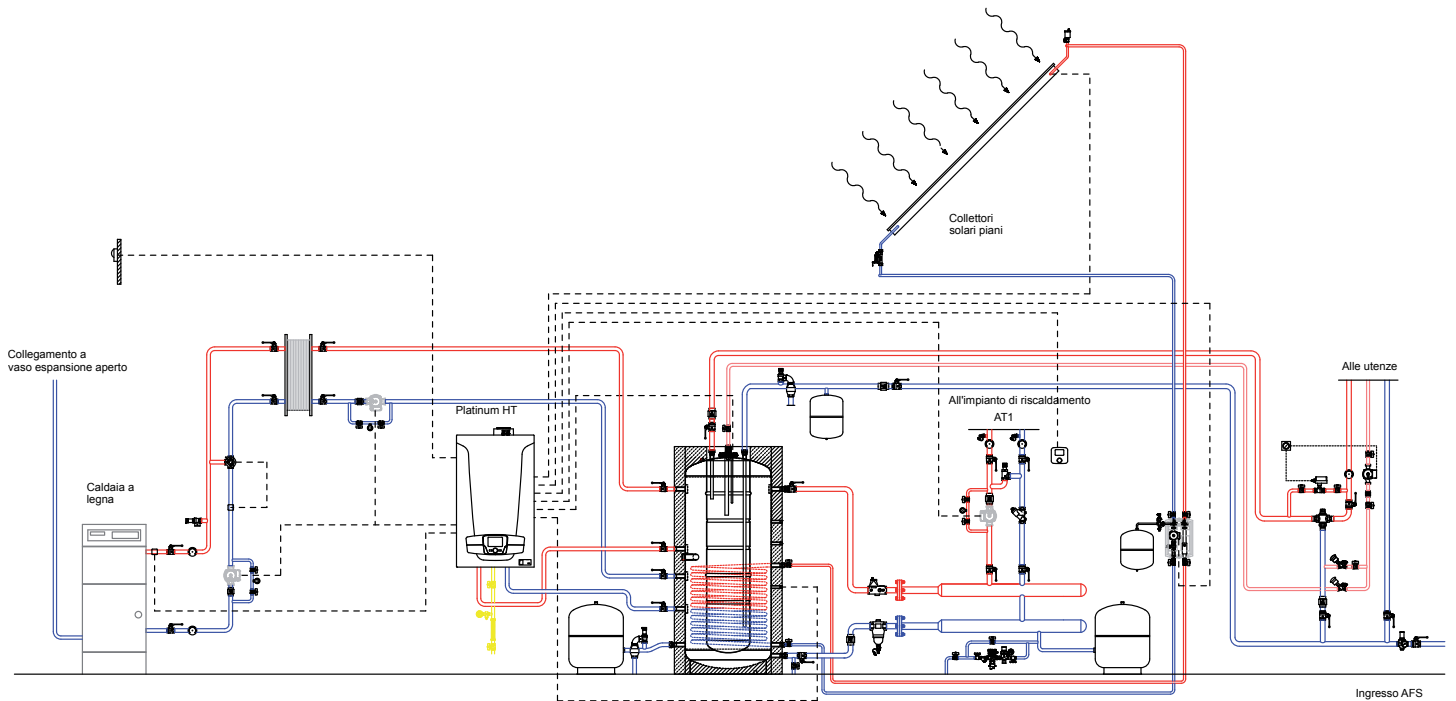 Collettori
solari piani
Collegamento a
vaso espansione aperto
Alle utenze
Platinum HT
All'impianto di riscaldamento
AT1
Caldaia a
legna
Ingresso AFS